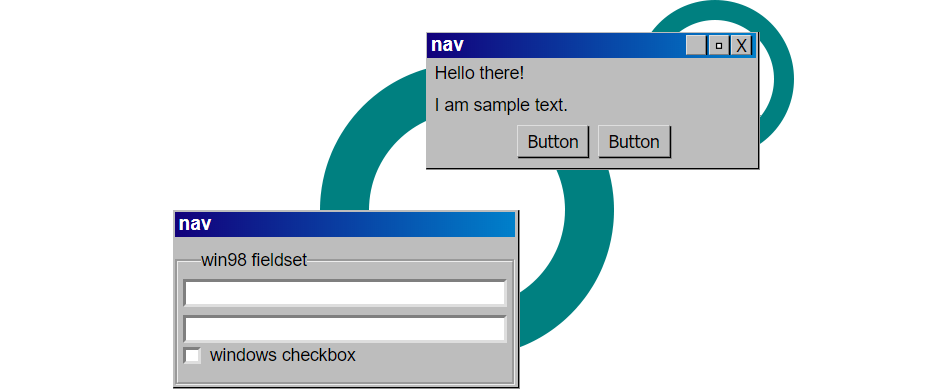 nav
X
Hello there!
I am sample text.
Button Button
nav
win98 fieldset
windows checkbox